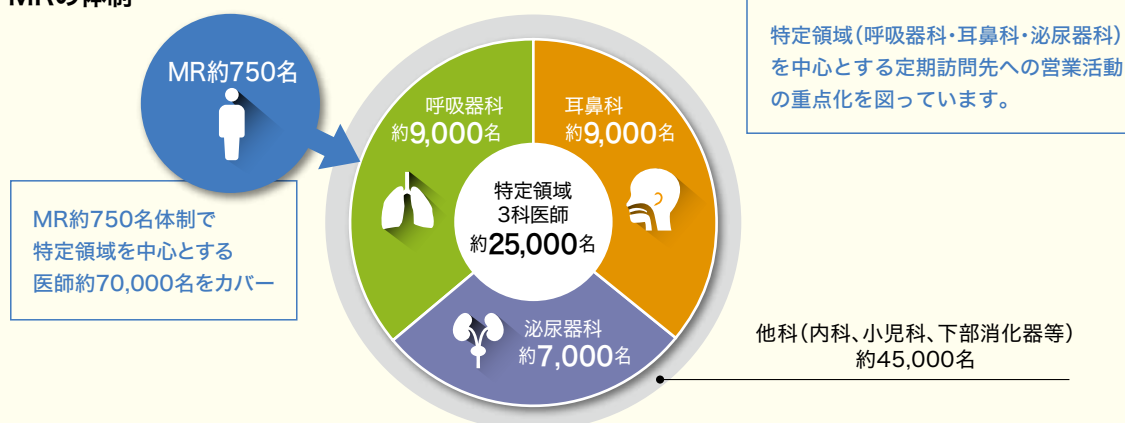 MRの体制
MR約750名
MR約750名体制で
特定領域を中心とする
医師約70,000名をカバー
呼吸器科
約9,000名
耳鼻科
約9,000名
特定領域
3科医師
約25,000名
泌尿器科
約7,000名
特定領域(呼吸器科・耳鼻科・泌尿器科)
を中心とする定期訪問先への営業活動
の重点化を図っています。
他科(内科、小児科、下部消化器等)
約45,000名